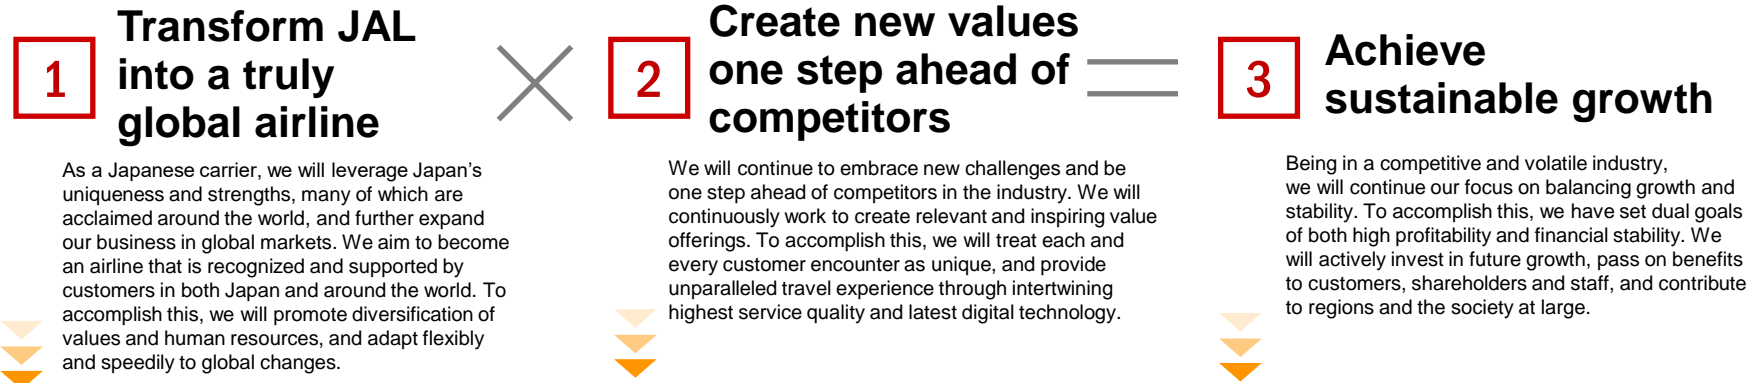 1
Transform JAL
into a truly
global airline
As a Japanese carrier, we will leverage Japan’s
uniqueness and strengths, many of which are
acclaimed around the world, and further expand
our business in global markets. We aim to become
an airline that is recognized and supported by
customers in both Japan and around the world. To
accomplish this, we will promote diversification of
values and human resources, and adapt flexibly
and speedily to global changes.
2
Create new values
one step ahead of
competitors
We will continue to embrace new challenges and be
one step ahead of competitors in the industry. We will
continuously work to create relevant and inspiring value
offerings. To accomplish this, we will treat each and
every customer encounter as unique, and provide
unparalleled travel experience through intertwining
highest service quality and latest digital technology.
3
Achieve
sustainable growth
Being in a competitive and volatile industry,
we will continue our focus on balancing growth and
stability. To accomplish this, we have set dual goals
of both high profitability and financial stability. We
will actively invest in future growth, pass on benefits
to customers, shareholders and staff, and contribute
to regions and the society at large.